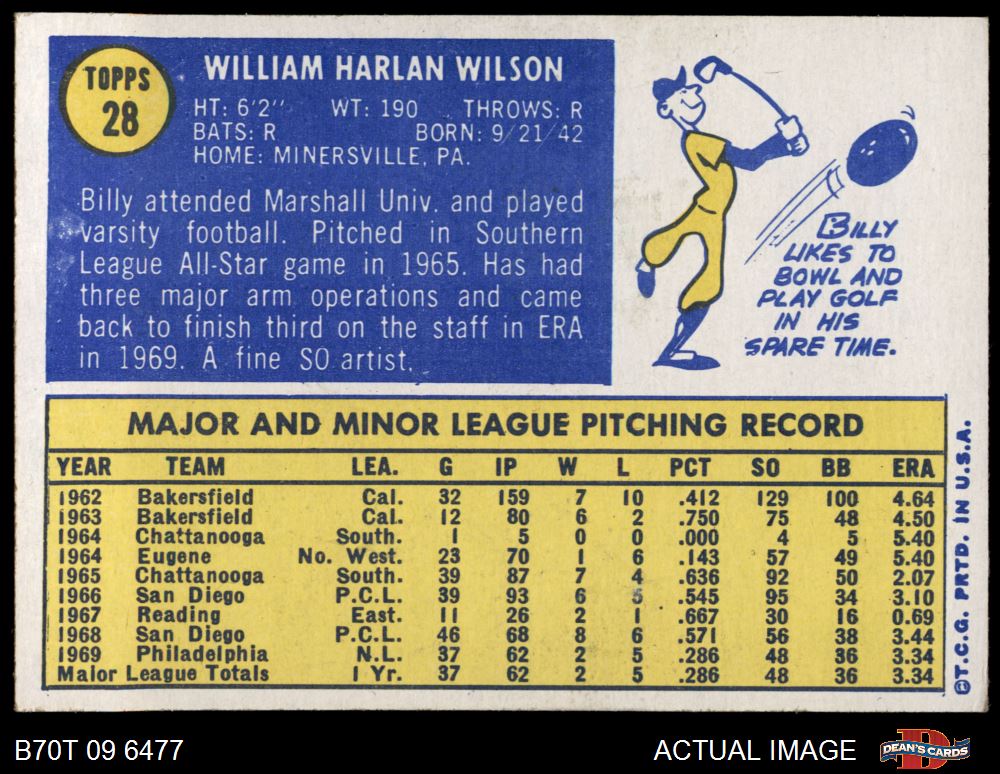 TOPPS
28
WILLIAM HARLAN WILSON
HT: 6'2" WT: 190 THROWS: R
BATS: R BORN: 9/21/42
HOME: MINERSVILLE, PA.
Billy attended Marshall Univ. and played
varsity football. Pitched in Southern
League All-Star game in 1965. Has had
three major arm operations and came
back to finish third on the staff in ERA
in 1969. A fine SO artist.
BILLY
LIKES TO
BOWL AND
PLAY GOLF
IN HIS
SPARE TIME.
MAJOR AND MINOR LEAGUE PITCHING RECORD
YEAR TEAM LEA. G IP W L PCT SO BB ERA
1962 Bakersfield Cal. 32 159 7 10 .412 129 100 4.64
1963 Bakersfield Cal. 12 80 6 2 .750 75 48 4.50
1964 Chattanooga South. 1 5 0 0 .000 4 5 5.40
1964 Eugene No. West. 23 70 1 6 .143 57 49 5.40
1965 Chattanooga South. 39 87 7 4 .636 92 50 2.07
1966 San Diego P.C.L. 39 93 6 5 .545 95 34 3.10
1967 Reading East. 11 26 2 1 .667 30 16 0.69
1968 San Diego P.C.L. 46 68 8 6 .571 56 38 3.44
1969 Philadelphia N.L. 37 62 2 5 .286 48 36 3.34
Major League Totals 1 Yr. 37 62 2 5 .286 48 36 3.34
©T.C.G. PRTD. IN U.S.A.
B70T 09 6477
ACTUAL IMAGE
D
DEAN'S CARDS